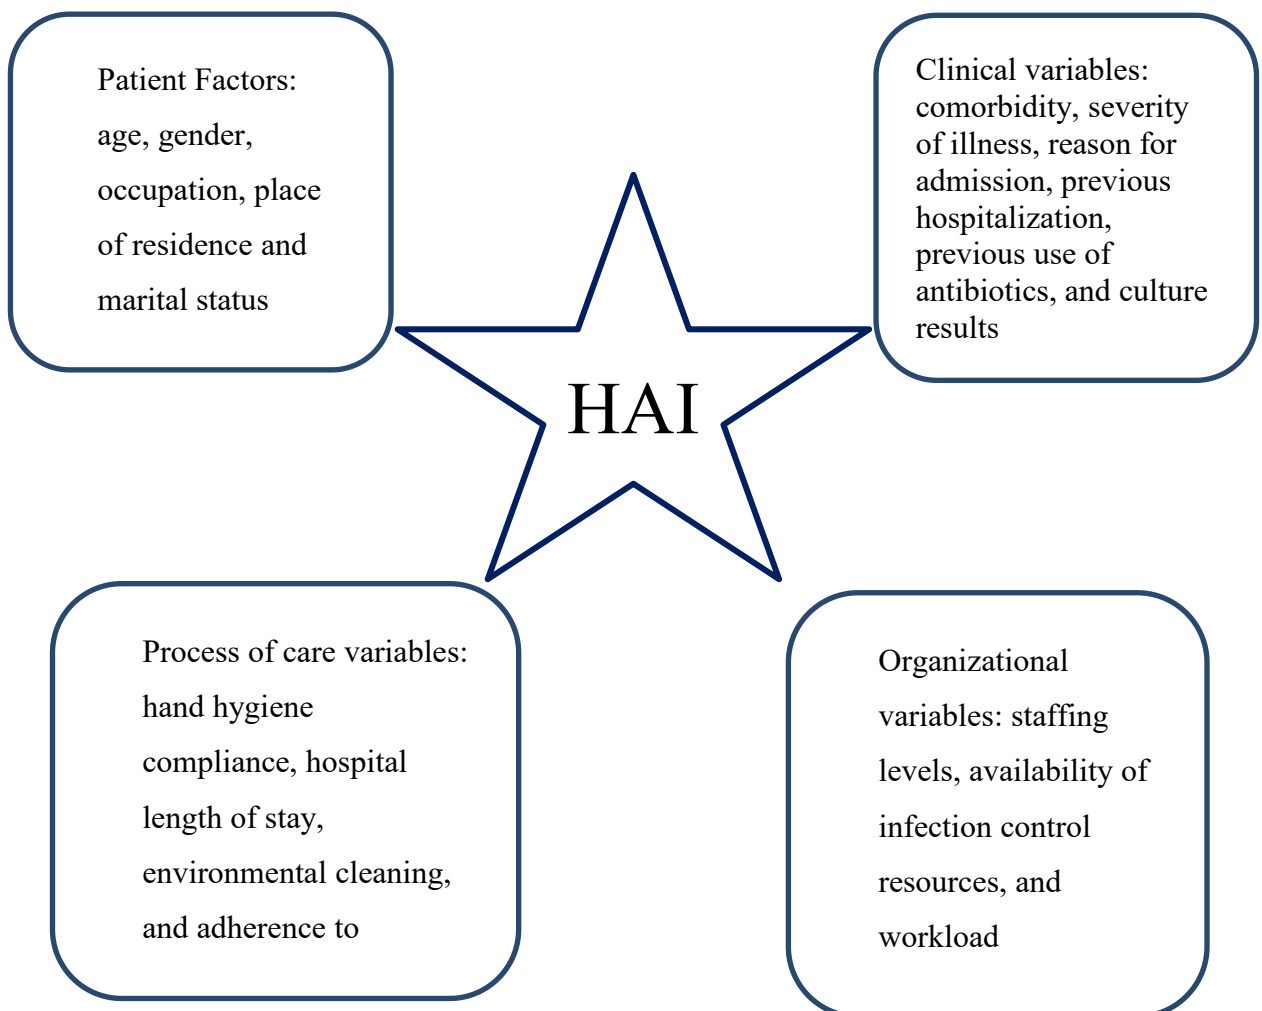 Patient Factors:
age, gender,
occupation, place
of residence and
marital status
Clinical variables:
comorbidity, severity
of illness, reason for
admission, previous
hospitalization,
previous use of
antibiotics, and culture
results
HAI
Process of care variables:
hand hygiene
compliance, hospital
length of stay,
environmental cleaning,
and adherence to
Organizational
variables: staffing
levels, availability of
infection control
resources, and
workload